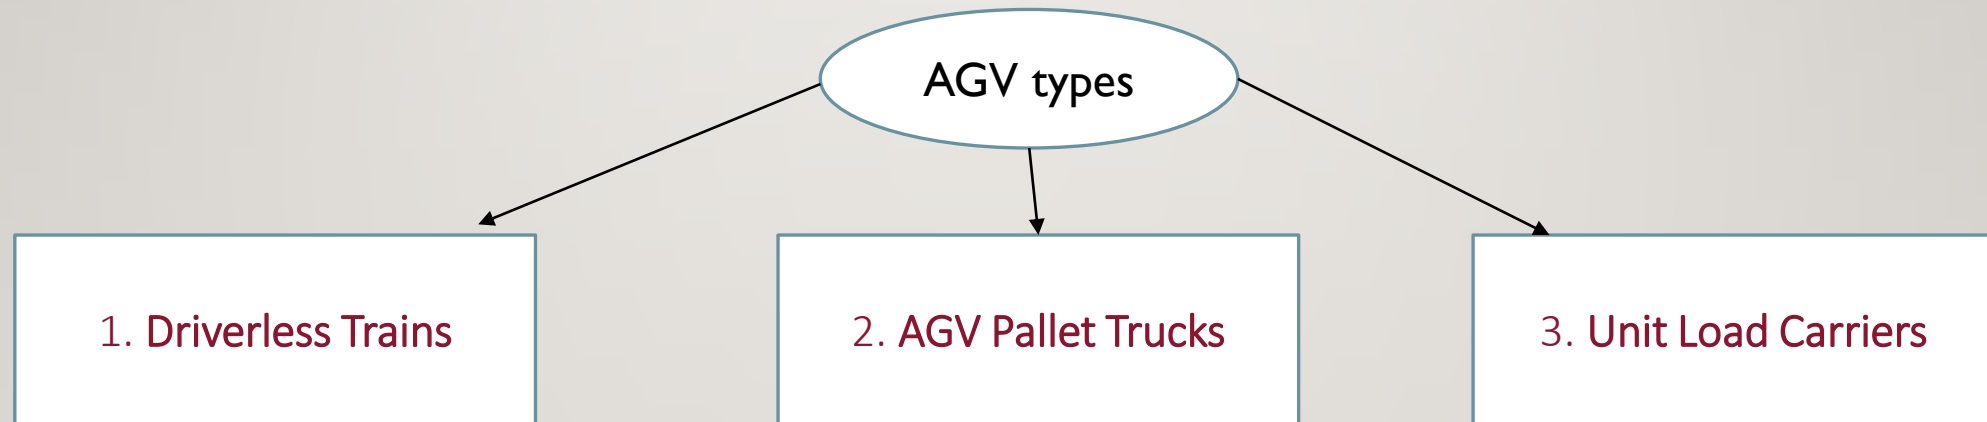 AGV types
1. Driverless Trains
2. AGV Pallet Trucks
3. Unit Load Carriers